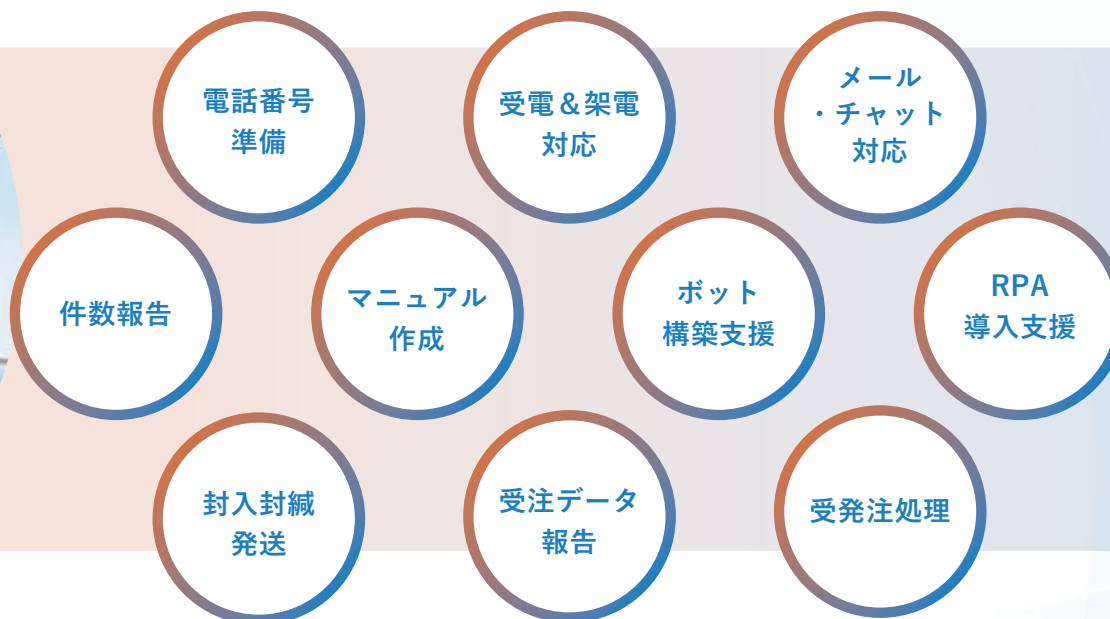 電話番号
準備
受電＆架電
対応
メール
・チャット
対応
件数報告
マニュアル
作成
ボット
構築支援
RPA
導入支援
封入封緘
発送
受注データ
報告
受発注処理